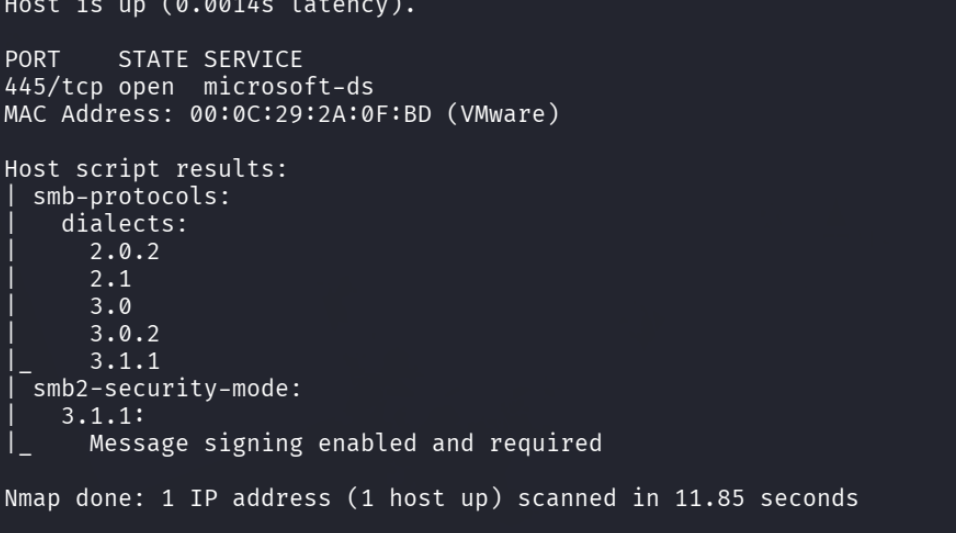 Host is up (0.0014s latency).
PORT    STATE SERVICE
445/tcp open  microsoft-ds
MAC Address: 00:0C:29:2A:0F:BD (VMware)
Host script results:
| smb-protocols:
|   dialects:
|     2.0.2
|     2.1
|     3.0
|     3.0.2
|_    3.1.1
| smb2-security-mode:
|   3.1.1:
|_    Message signing enabled and required
Nmap done: 1 IP address (1 host up) scanned in 11.85 seconds